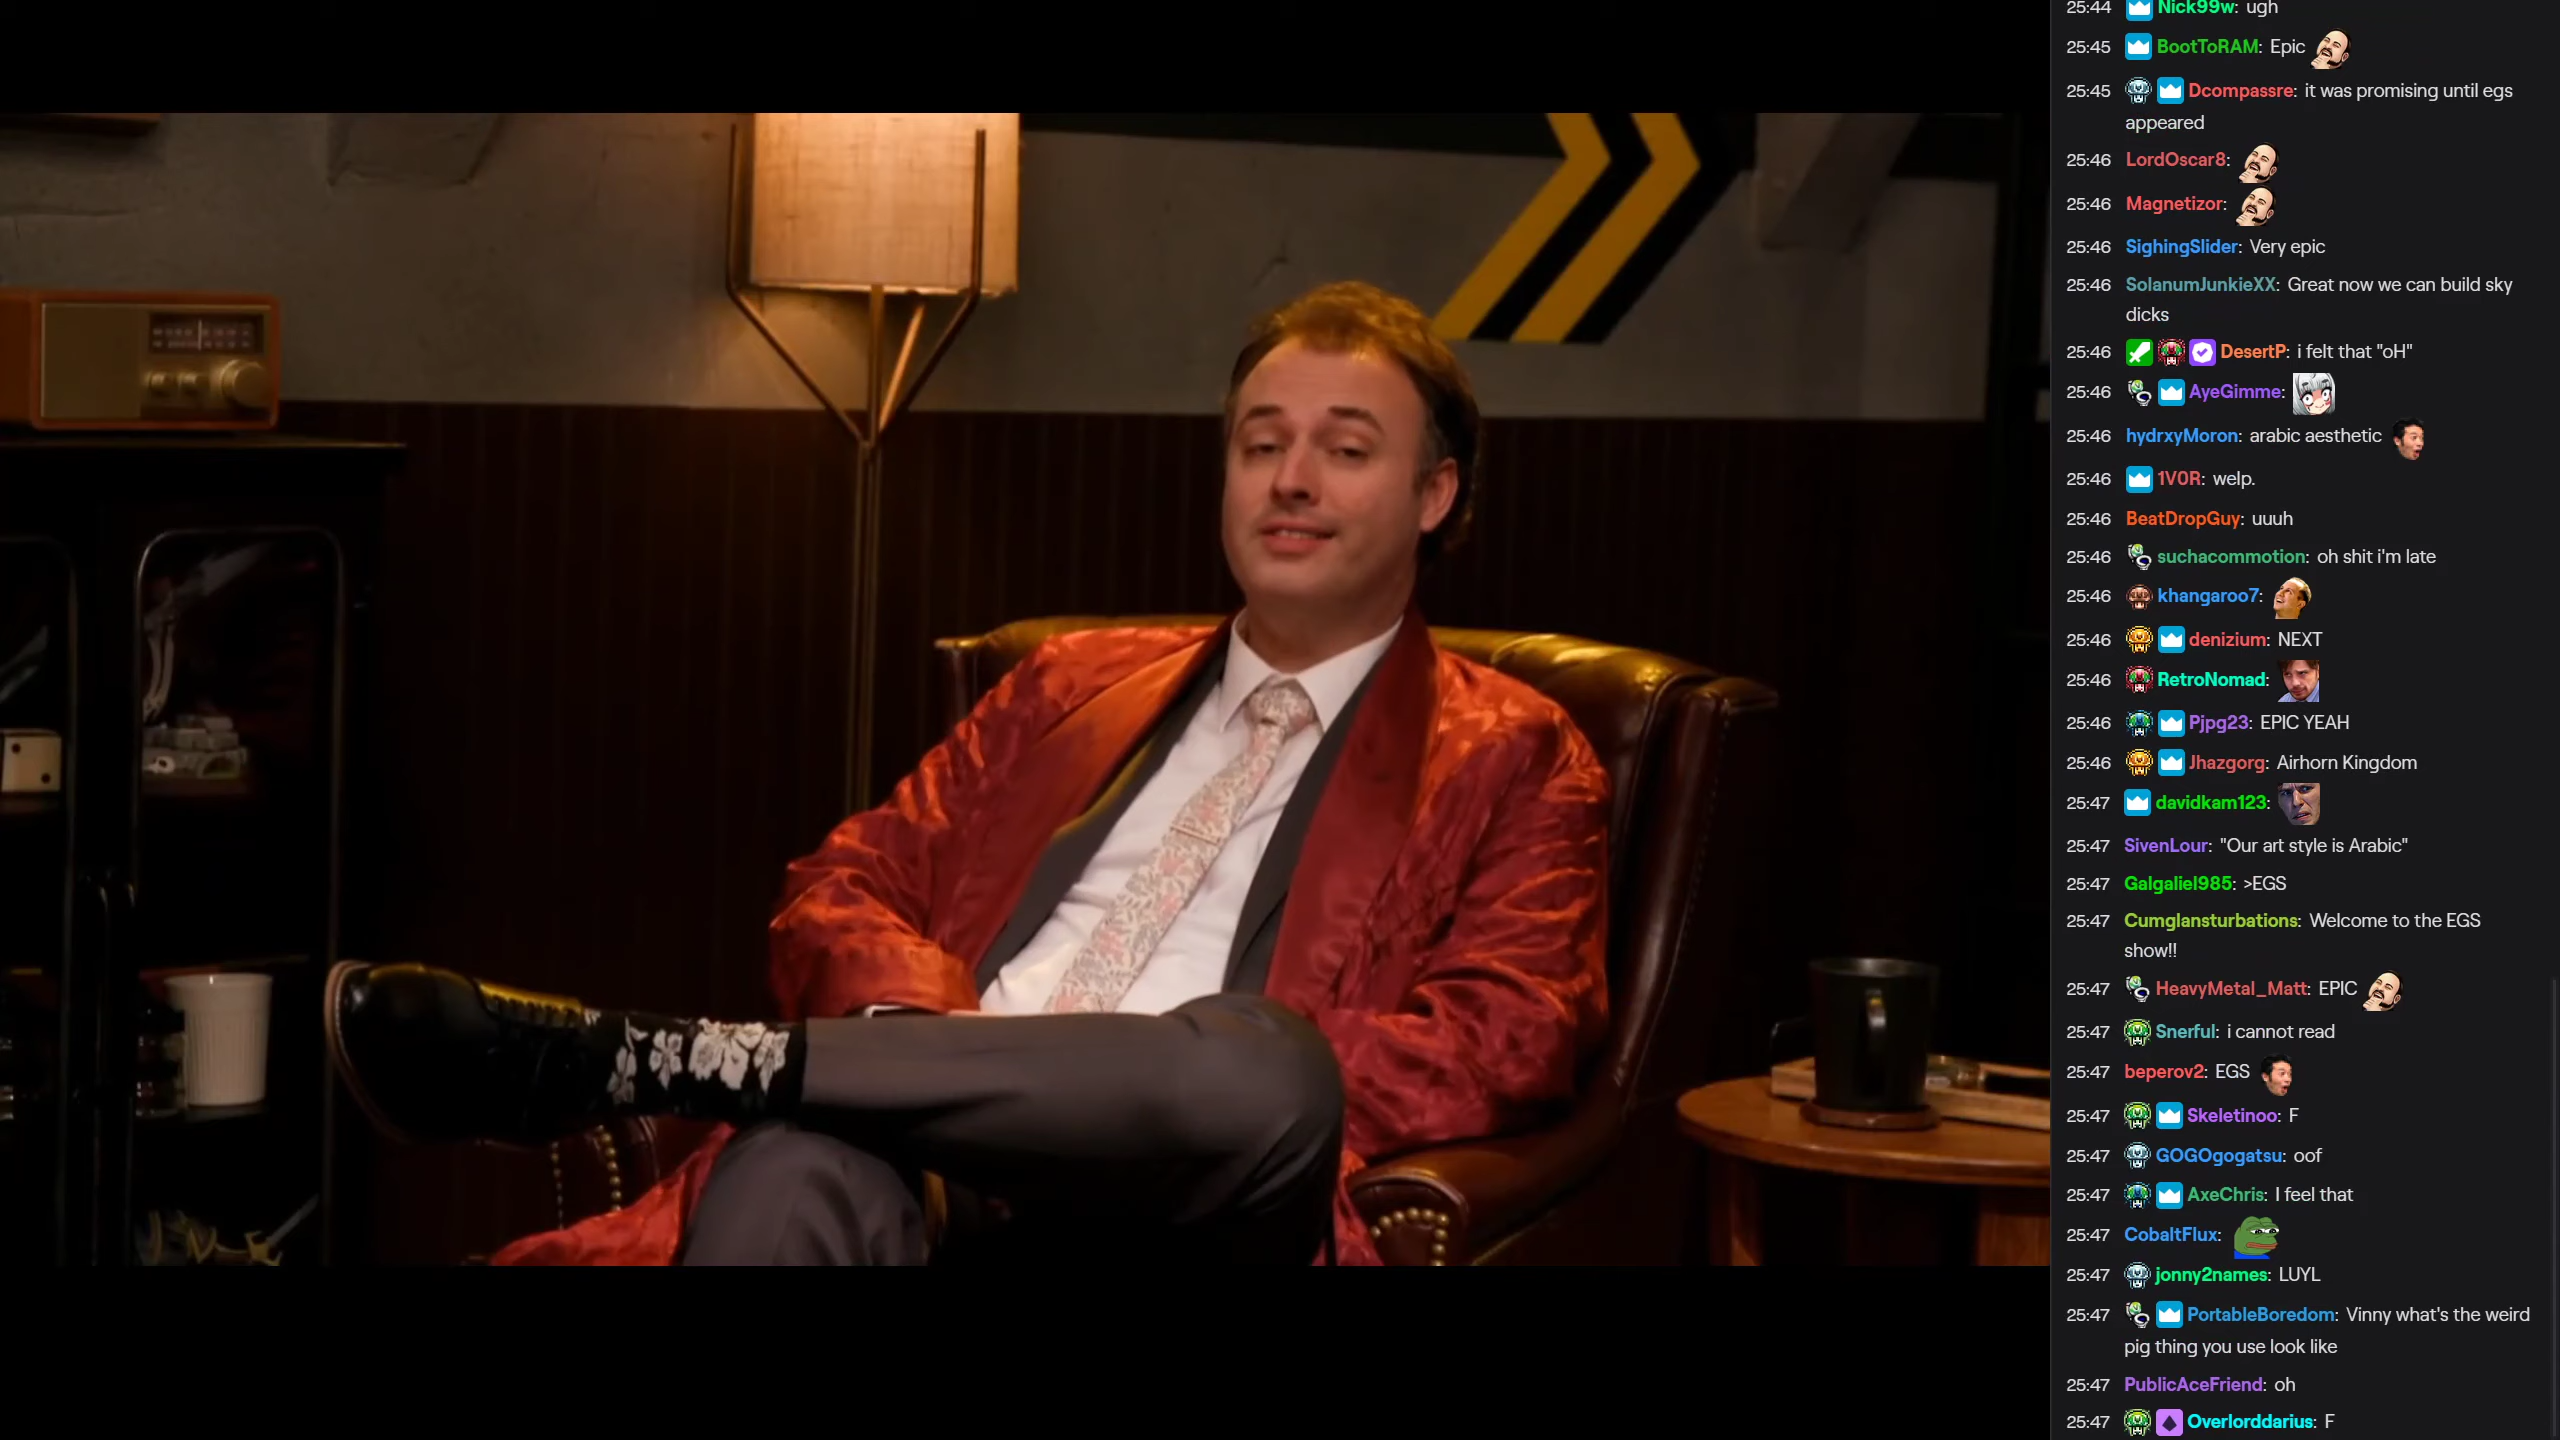 25:44 Nick99w: ugh
25:45 BootToRAM: Epic
25:45 Dcompassre: it was promising until egs
appeared
25:46 LordOscar8:
25:46 Magnetizor:
25:46 SighingSlider: Very epic
25:46 SolanumJunkieXX: Great now we can build sky
dicks
25:46 DesertP: i felt that "oH"
25:46 AyeGimme:
25:46 hydrxyMoron: arabic aesthetic
25:46 1V0R: welp.
25:46 BeatDropGuy: uuuh
25:46 suchacommotion: oh shit i'm late
25:46 khangaroo7:
25:46 denizium: NEXT
25:46 RetroNomad:
25:46 Pjpg23: EPIC YEAH
25:46 Jhazgorg: Airhorn Kingdom
25:47 davidkam123:
25:47 SivenLour: "Our art style is Arabic"
25:47 Galgaliel985: >EGS
25:47 Cumglansturbations: Welcome to the EGS
show!!
25:47 HeavyMetal_Matt: EPIC
25:47 Snerful: i cannot read
25:47 beperov2: EGS
25:47 Skeletinoo: F
25:47 GOGOgogatsu: oof
25:47 AxeChris: I feel that
25:47 CobaltFlux:
25:47 jonny2names: LUYL
25:47 PortableBoredom: Vinny what's the weird
pig thing you use look like
25:47 PublicAceFriend: oh
25:47 Overlorddarius: F